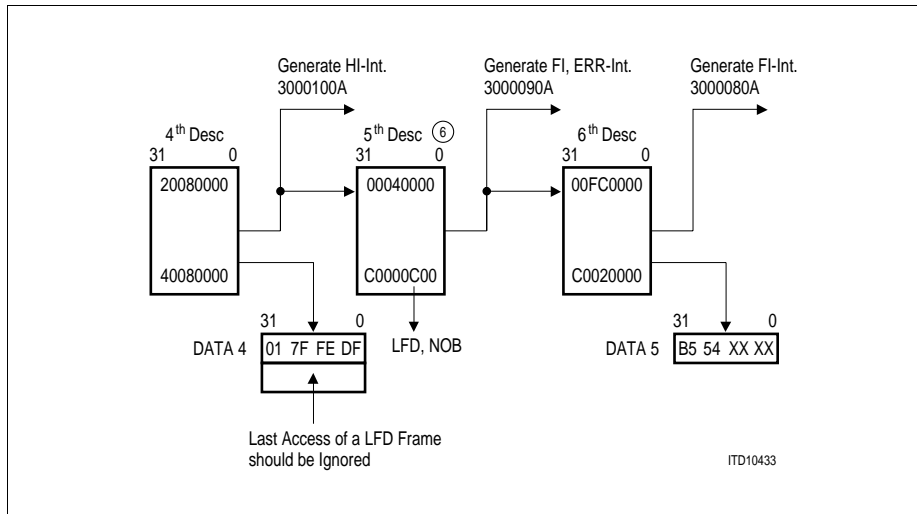 Generate HI-Int.
3000100A
Generate FI, ERR-Int.
3000090A
Generate FI-Int.
3000080A
4th Desc
31 0
20080000
40080000
5th Desc 6
31 0
00040000
C0000C00
6th Desc
31 0
00FC0000
C0020000
31 0
DATA 4 01 7F FE DF
LFD, NOB
31 0
DATA 5 B5 54 XX XX
Last Access of a LFD Frame
should be Ignored
ITD10433